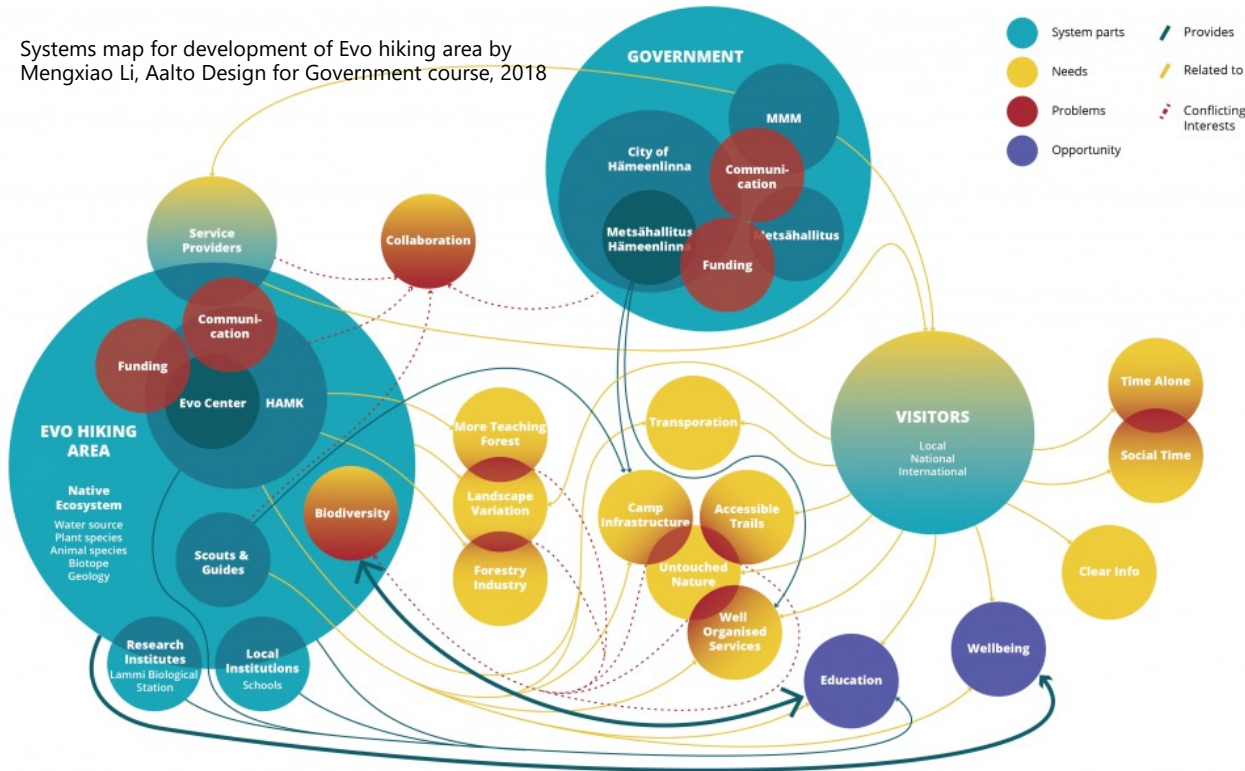 Systems map for development of Evo hiking area by
Mengxiao Li, Aalto Design for Government course, 2018
GOVERNMENT
MMM
City of
Hämeenlinna
Communi-
cation
Metsähallitus
Hämeenlinna
Metsähallitus
Funding
System parts
Needs
Problems
Opportunity
Provides
Related to
Conflicting
Interests
Service
Providers
Collaboration
Communi-
cation
Funding
Evo Center
HAMK
EVO HIKING
AREA
Native
Ecosystem
Water source
Plant species
Animal species
Biotope
Geology
Biodiversity
Scouts &
Guides
Research
Institutes
Lammi Biological
Station
Local
Institutions
Schools
More Teaching
Forest
Landscape
Variation
Forestry
Industry
Transporation
Camp
Infrastructure
Accessible
Trails
Untouched
Nature
Well
Organised
Services
VISITORS
Local
National
International
Time Alone
Social Time
Clear Info
Wellbeing
Education